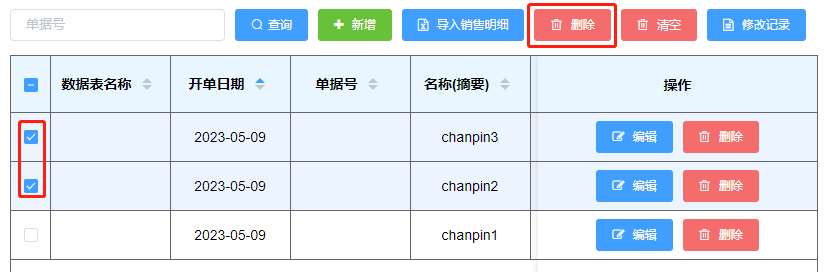 单据号 查询 新增 导入销售明细 删除 清空 修改记录
数据表名称 开单日期 单据号 名称(摘要) 操作
2023-05-09 chanpin3 编辑 删除
2023-05-09 chanpin2 编辑 删除
2023-05-09 chanpin1 编辑 删除